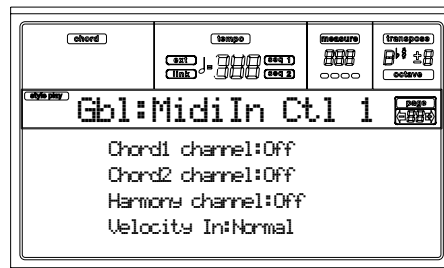 chord tempo measure transpose
ext seq 1
link seq 2 octave
style play Gbl:MidiIn Ctl 1 page
Chord1 channel:Off
Chord2 channel:Off
Harmony channel:Off
Velocity In:Normal